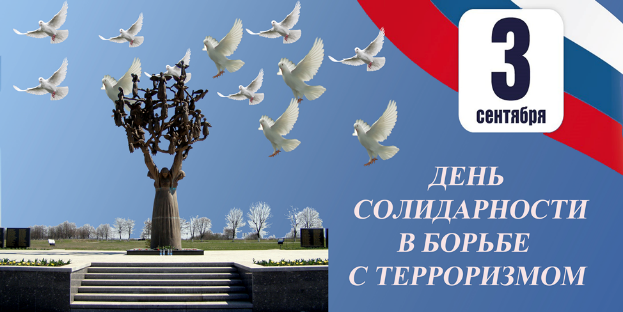 3
сентября
ДЕНЬ
СОЛИДАРНОСТИ
В БОРЬБЕ
С ТЕРРОРИЗМОМ